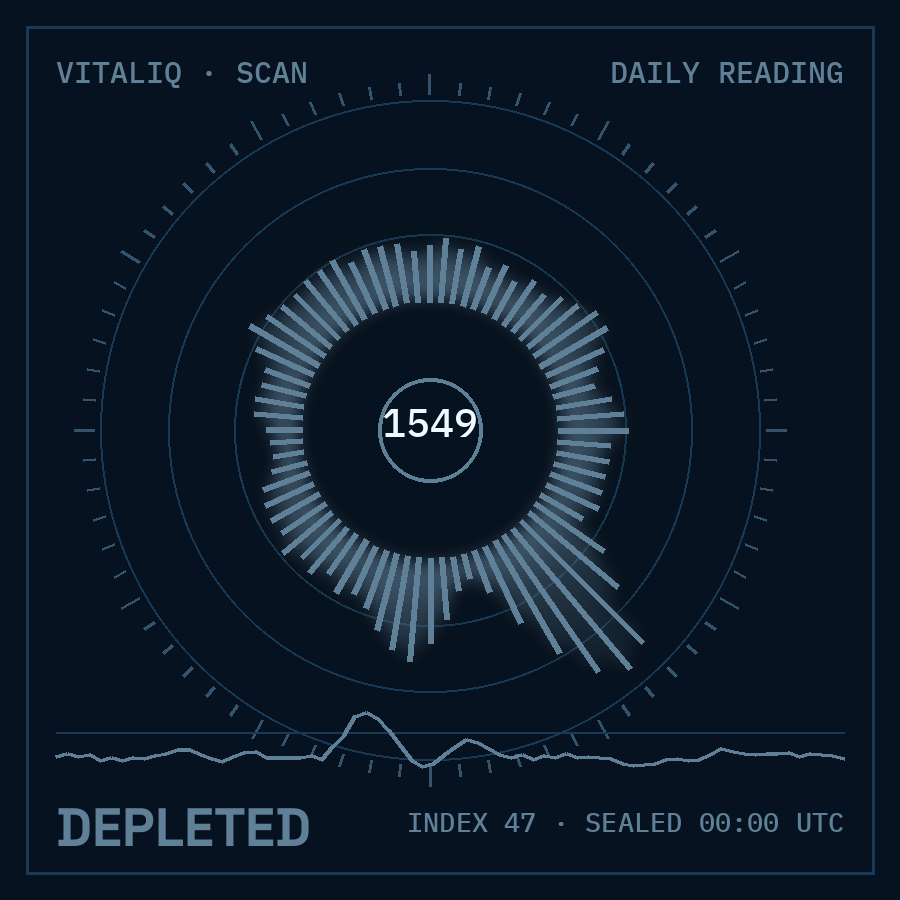 VITALIQ · SCAN
DAILY READING
1549
DEPLETED
INDEX 47 · SEALED 00:00 UTC